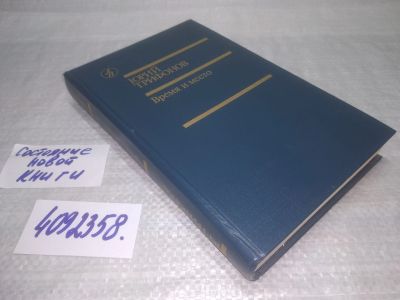 ЮРИЙ
ТРИФОНОВ
Время и место
Состояние
новой
книги
4092358.